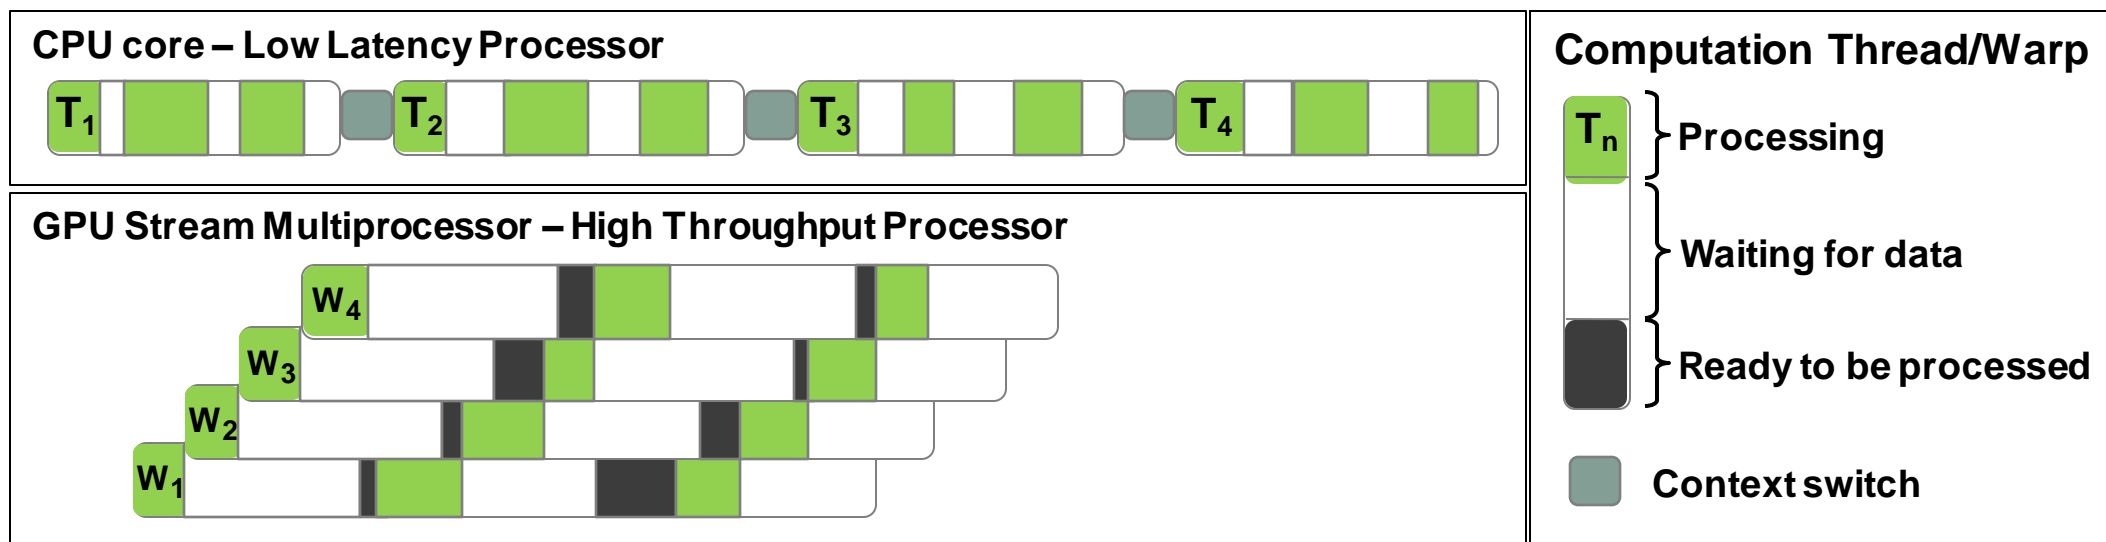 CPU core – Low Latency Processor
T1 T2 T3 T4
GPU Stream Multiprocessor – High Throughput Processor
W4
W3
W2
W1
Computation Thread/Warp
Tn
Processing
Waiting for data
Ready to be processed
Context switch